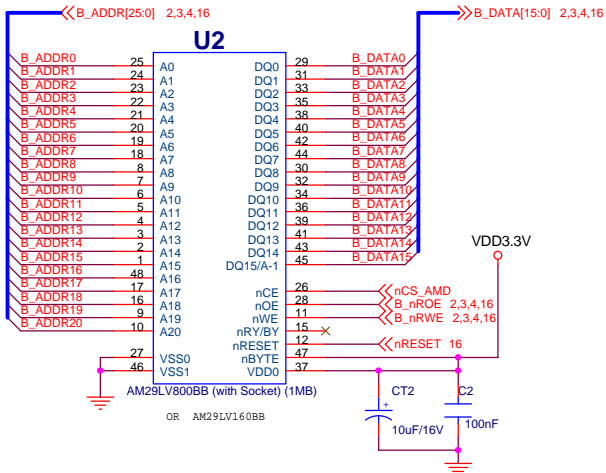 B_ADDR[25:0] 2,3,4,16
B_DATA[15:0] 2,3,4,16
U2
B_ADDR0 25 A0 DQ0 29 B_DATA0
B_ADDR1 24 A1 DQ1 31 B_DATA1
B_ADDR2 23 A2 DQ2 33 B_DATA2
B_ADDR3 22 A3 DQ3 35 B_DATA3
B_ADDR4 21 A4 DQ4 38 B_DATA4
B_ADDR5 20 A5 DQ5 40 B_DATA5
B_ADDR6 19 A6 DQ6 42 B_DATA6
B_ADDR7 18 A7 DQ7 44 B_DATA7
B_ADDR8 8 A8 DQ8 30 B_DATA8
B_ADDR9 7 A9 DQ9 32 B_DATA9
B_ADDR10 6 A10 DQ10 34 B_DATA10
B_ADDR11 5 A11 DQ11 36 B_DATA11
B_ADDR12 4 A12 DQ12 39 B_DATA12
B_ADDR13 3 A13 DQ13 41 B_DATA13
B_ADDR14 2 A14 DQ14 43 B_DATA14
B_ADDR15 1 A15 DQ15/A-1 45 B_DATA15
B_ADDR16 48 A16
B_ADDR17 17 A17 nCE 26 nCS_AMD
B_ADDR18 16 A18 nOE 28 B_nROE 2,3,4,16
B_ADDR19 9 A19 nWE 11 B_nRWE 2,3,4,16
B_ADDR20 10 A20 nRY/BY 15
nRESET 12 nRESET 16
27 VSS0 nBYTE 47
46 VSS1 VDD0 37
VDD3.3V
AM29LV800BB (with Socket) (1MB)
OR AM29LV160BB
CT2
+
10uF/16V
C2
100nF